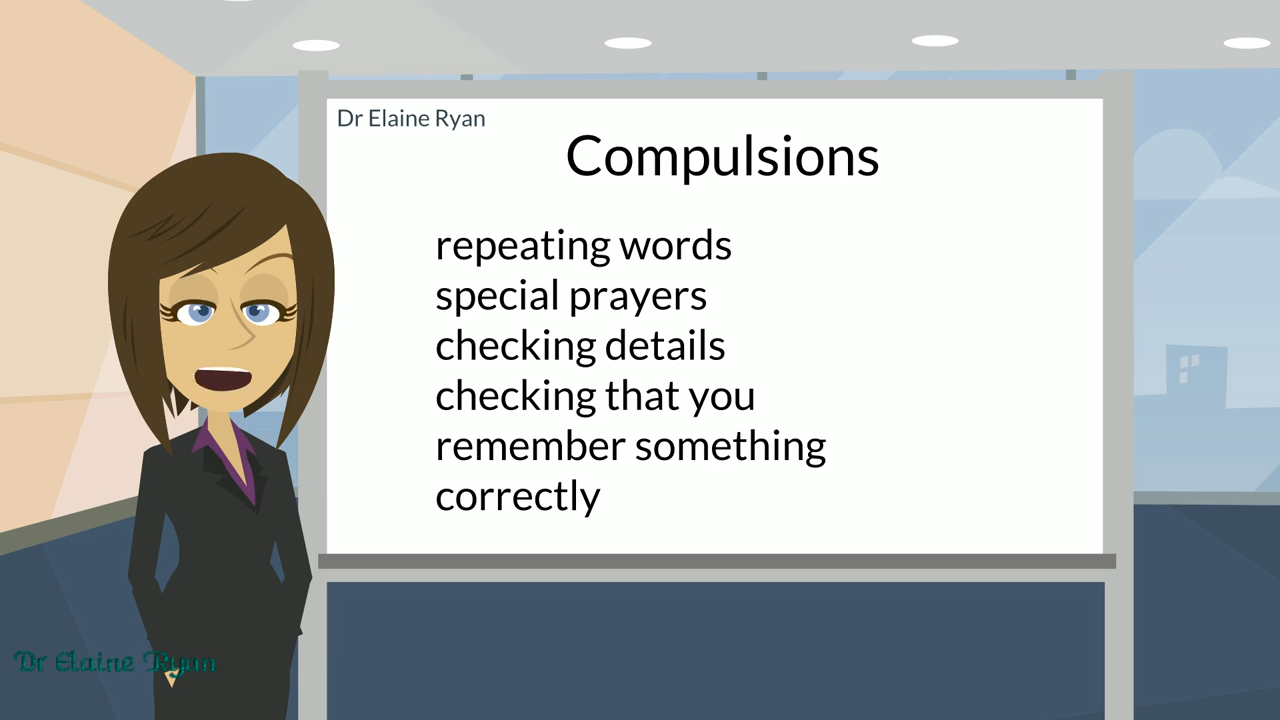 Dr Elaine Ryan
Compulsions
repeating words
special prayers
checking details
checking that you
remember something
correctly
Dr Elaine Ryan